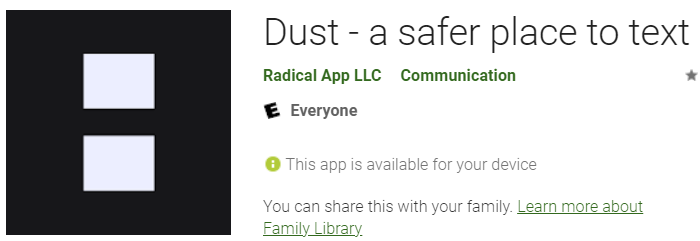 Dust - a safer place to text
Radical App LLC Communication
E Everyone
This app is available for your device
You can share this with your family. Learn more about
Family Library